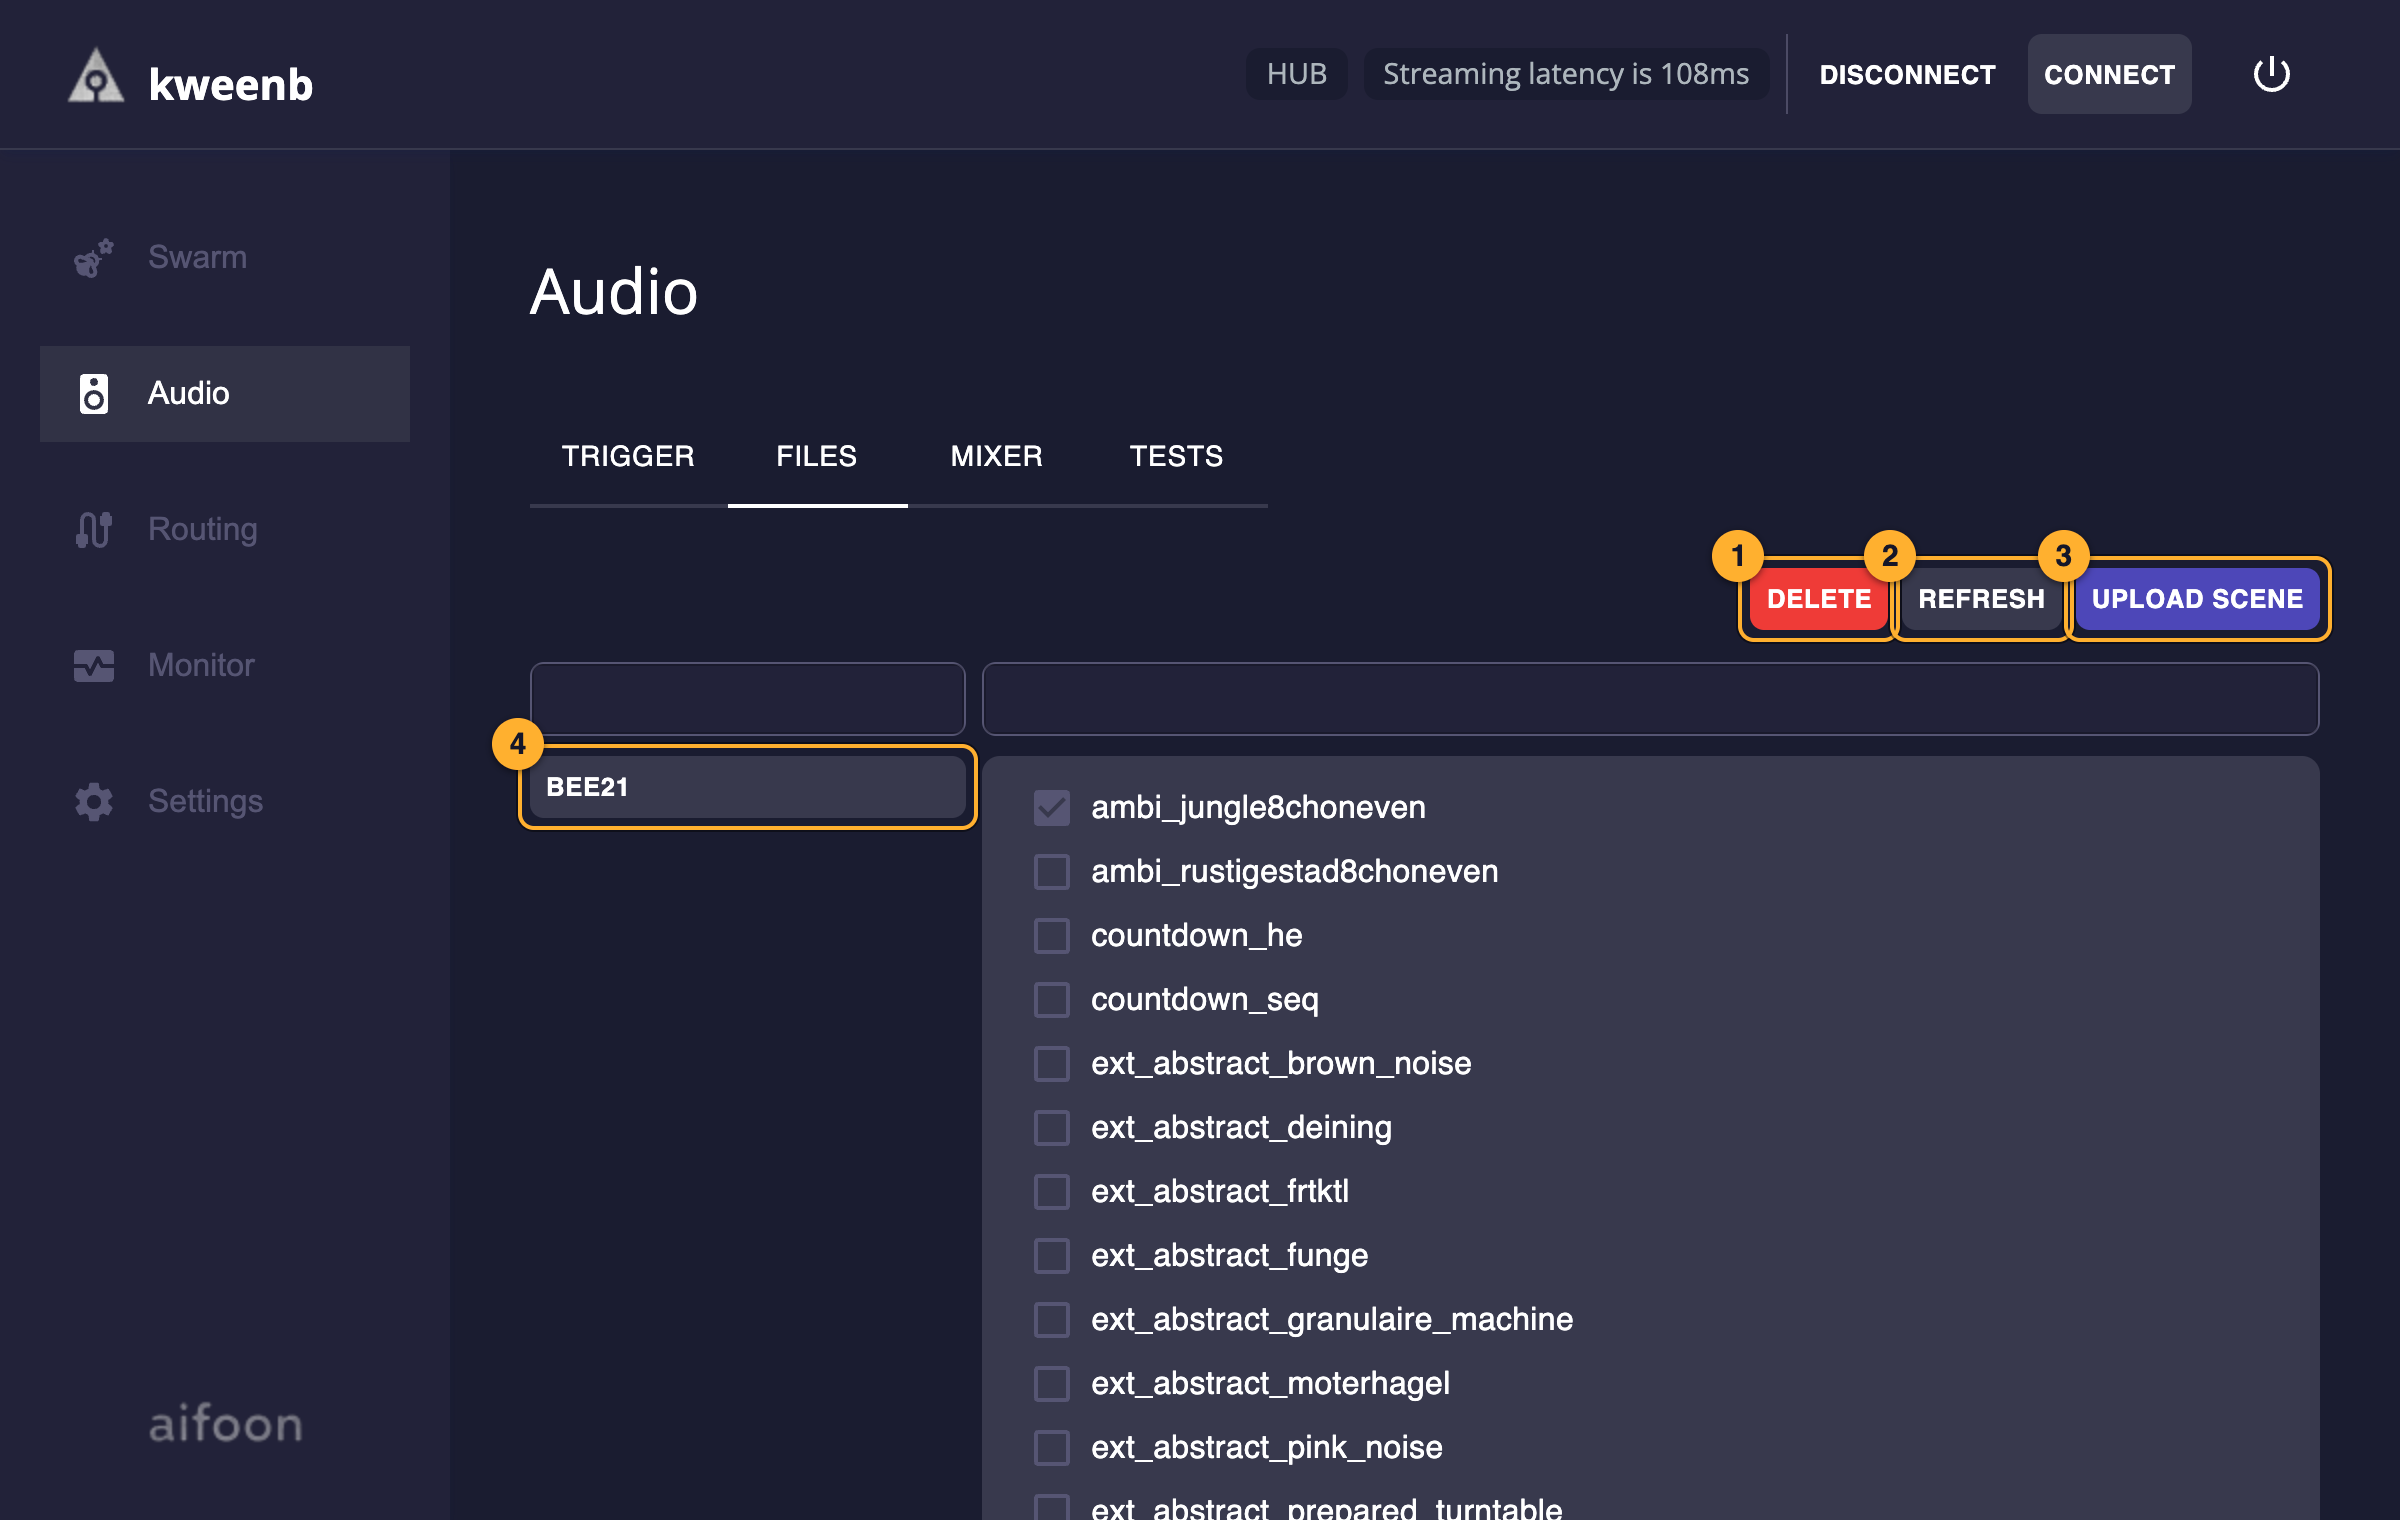 kweenb
HUB
Streaming latency is 108ms
DISCONNECT
CONNECT
Swarm
Audio
Routing
Monitor
Settings
aifoon
Audio
TRIGGER
FILES
MIXER
TESTS
1
DELETE
2
REFRESH
3
UPLOAD SCENE
4
BEE21
ambi_jungle8choneven
ambi_rustigestad8choneven
countdown_he
countdown_seq
ext_abstract_brown_noise
ext_abstract_deining
ext_abstract_frtktl
ext_abstract_funge
ext_abstract_granulaire_machine
ext_abstract_moterhagel
ext_abstract_pink_noise
ext_abstract_prepared_turntable